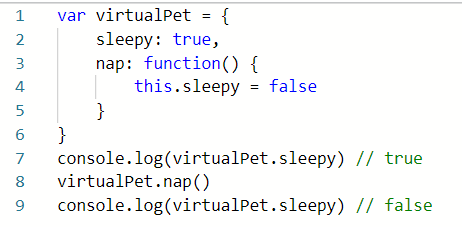 1 var virtualPet = {
2     sleepy: true,
3     nap: function() {
4         this.sleepy = false
5     }
6 }
7 console.log(virtualPet.sleepy) // true
8 virtualPet.nap()
9 console.log(virtualPet.sleepy) // false